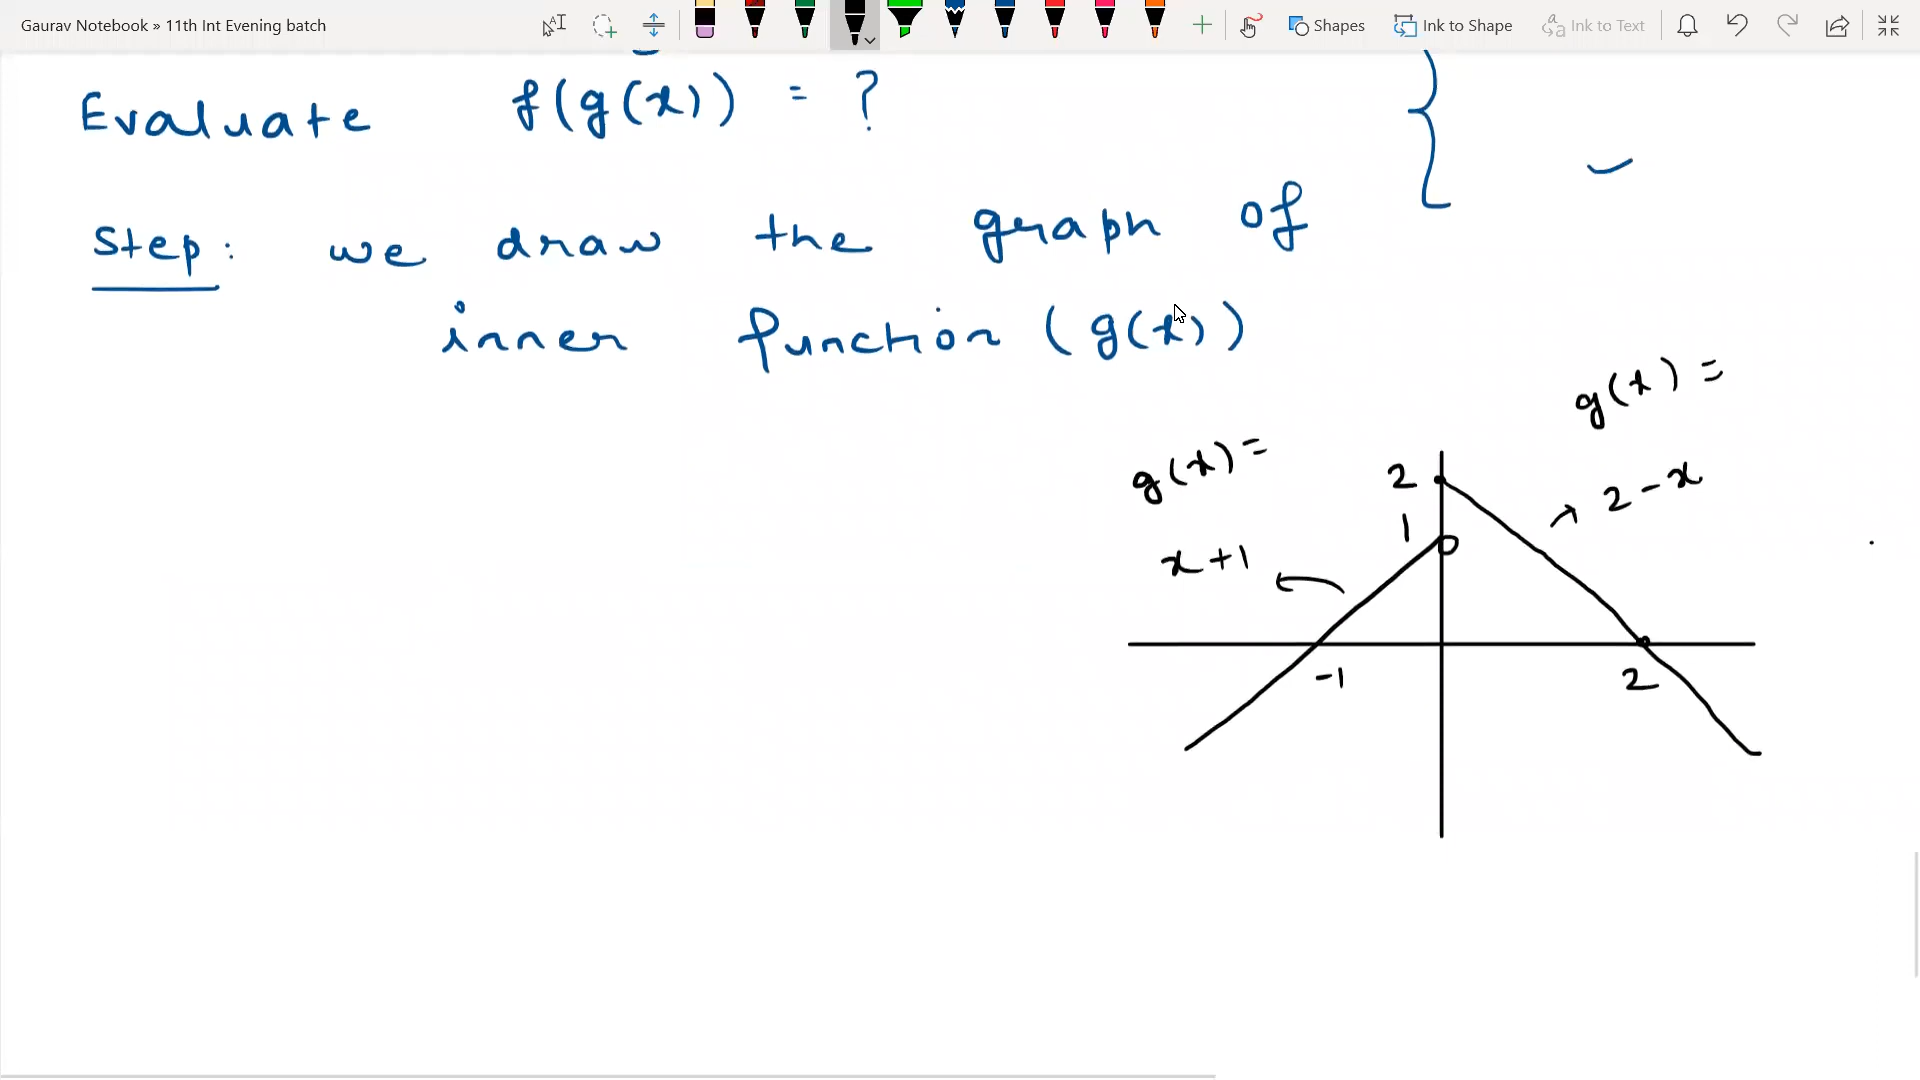 Gaurav Notebook » 11th Int Evening batch
Shapes
Ink to Shape
Ink to Text
Evaluate f(g(x)) = ?
Step: we draw the graph of
inner function (g(x))
g(x) =
g(x) =
2
2-x
1
x+1
-1
2